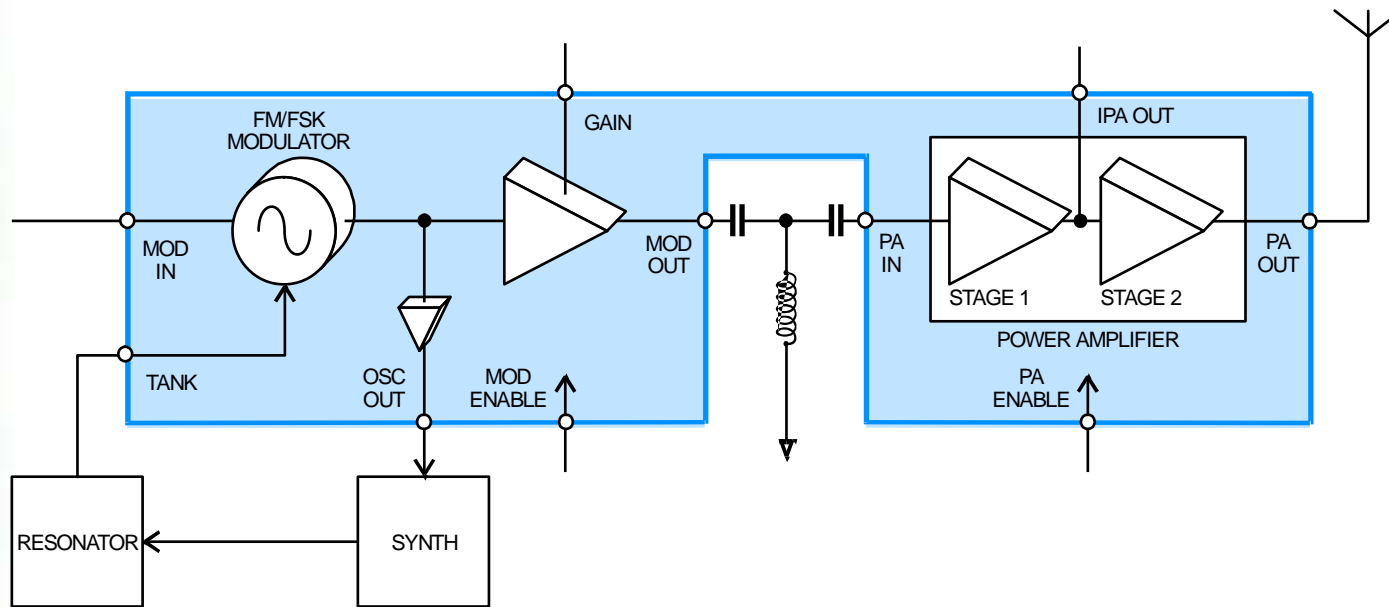 FM/FSK
MODULATOR
GAIN
IPA OUT
MOD
IN
MOD
OUT
PA
IN
PA
OUT
STAGE 1
STAGE 2
POWER AMPLIFIER
TANK
OSC
OUT
MOD
ENABLE
PA
ENABLE
RESONATOR
SYNTH